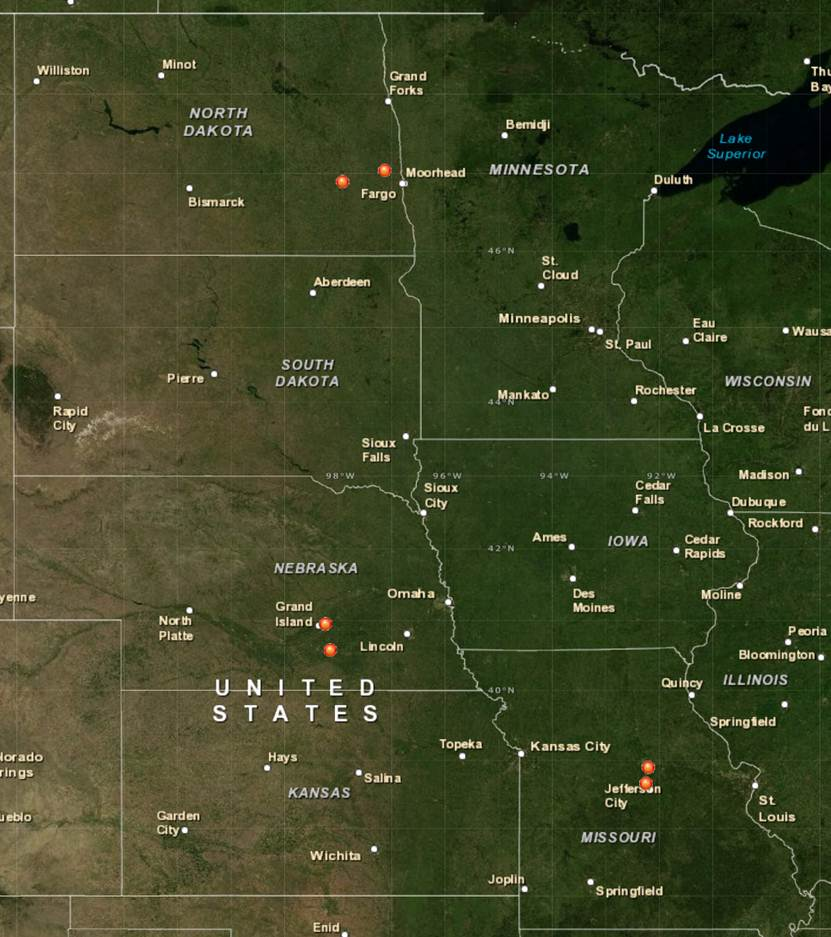 Williston
Minot
Grand
Forks
Thu
Bay
NORTH
DAKOTA
Bemidji
Lake
Superior
MINNESOTA
Moorhead
Duluth
Fargo
Bismarck
46°N
St.
Cloud
Aberdeen
Minneapolis
St. Paul
Eau
Claire
Wausa
SOUTH
DAKOTA
Pierre
WISCONSIN
Mankato
44°N
Rochester
Rapid
City
Fond
du L
La Crosse
Sioux
Falls
98°W
96°W
94°W
92°W
Madison
Sioux
City
Cedar
Falls
Dubuque
Rockford
Ames
IOWA
Cedar
Rapids
42°N
NEBRASKA
Des
Moines
Omaha
Moline
yenne
Grand
Island
North
Platte
Lincoln
Peoria
Bloomington
ILLINOIS
Quincy
UNITED
STATES
40°N
Springfield
Topeka
Kansas City
lorado
rings
Hays
Salina
KANSAS
Jefferson
City
St.
Louis
ueblo
Garden
City
MISSOURI
Wichita
Joplin
Springfield
Enid